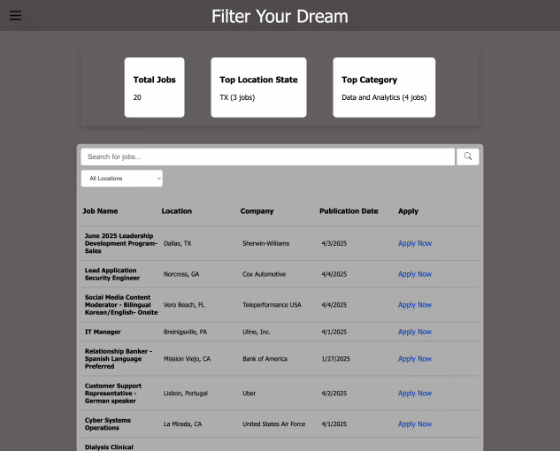 Filter Your Dream
Total Jobs
20
Top Location State
TX (3 jobs)
Top Category
Data and Analytics (4 jobs)
Search for jobs...
All Locations
Job Name Location Company Publication Date Apply
June 2025 Leadership
Development Program-
Sales
Dallas, TX Sherwin-Williams 4/3/2025 Apply Now
Lead Application
Security Engineer
Norcross, GA Cox Automotive 4/4/2025 Apply Now
Social Media Content
Moderator - Bilingual
Korean/English- Onsite
Vero Beach, FL Teleperformance USA 4/4/2025 Apply Now
IT Manager Breinigsville, PA Uline, Inc. 4/1/2025 Apply Now
Relationship Banker -
Spanish Language
Preferred
Mission Viejo, CA Bank of America 1/27/2025 Apply Now
Customer Support
Representative -
German speaker
Lisbon, Portugal Uber 4/2/2025 Apply Now
Cyber Systems
Operations
La Mirada, CA United States Air Force 4/1/2025 Apply Now
Dialysis Clinical